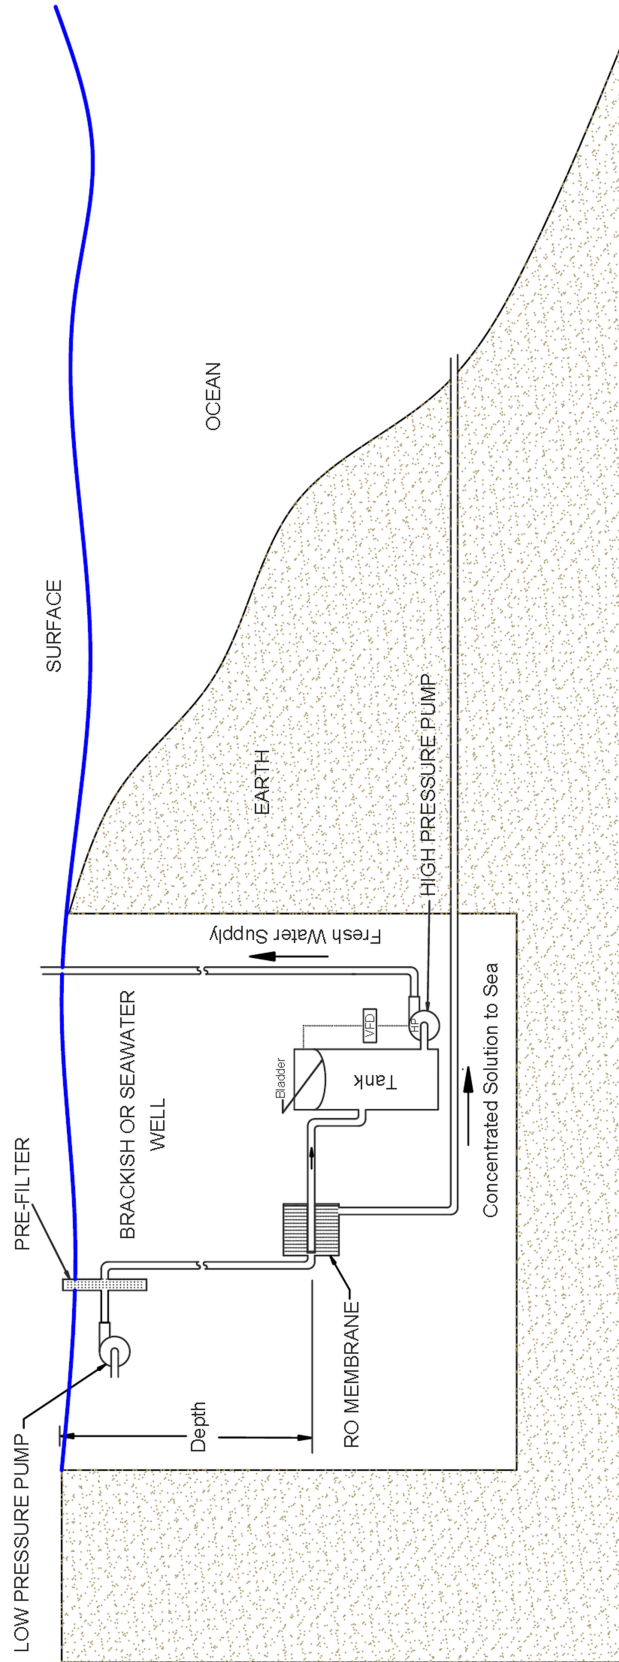 SURFACE
PRE-FILTER
LOW PRESSURE PUMP
BRACKISH OR SEAWATER
WELL
OCEAN
EARTH
Depth
RO MEMBRANE
Bladder
Tank
VFD
HP
Fresh Water Supply
HIGH PRESSURE PUMP
Concentrated Solution to Sea